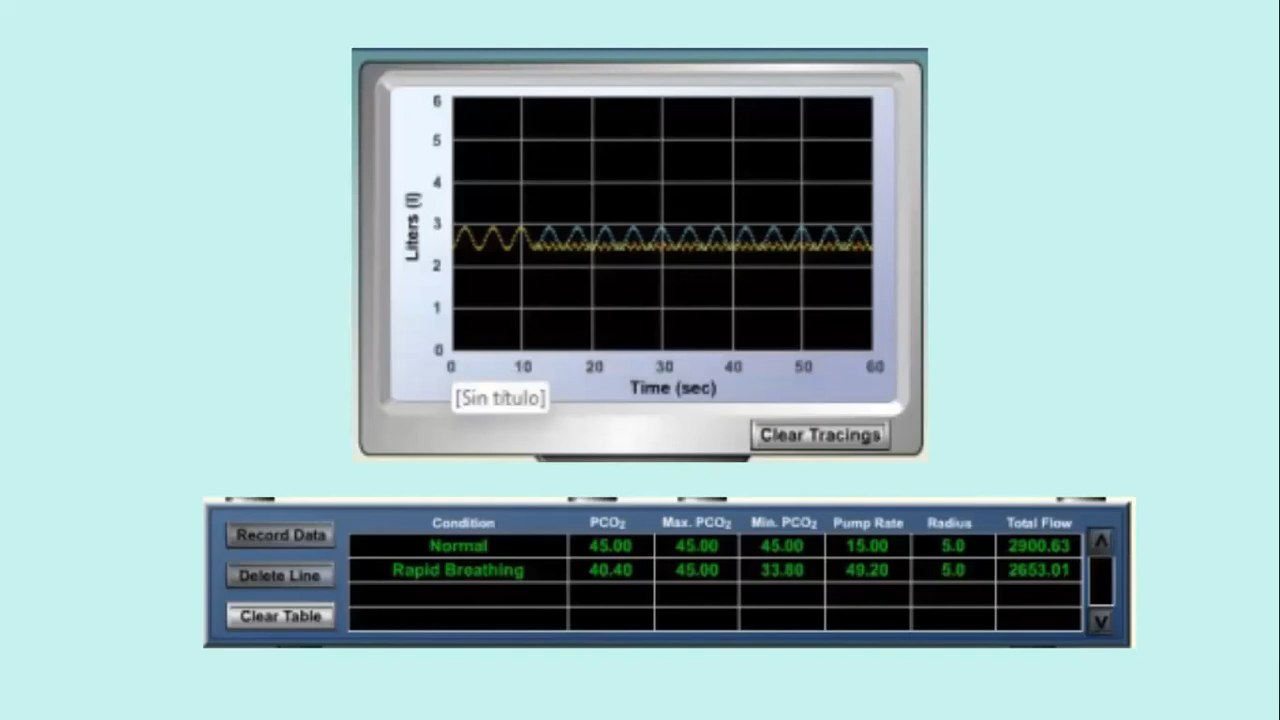 6
5
4
3
2
1
0
Liters (l)
0 10 20 30 40 50 60
Time (sec)
[Sin título]
Clear Tracings
Record Data
Delete Line
Clear Table
Condition PCO₂ Max. PCO₂ Min. PCO₂ Pump Rate Radius Total Flow
Normal 45.00 45.00 45.00 15.00 5.0 2900.63
Rapid Breathing 40.40 45.00 33.80 49.20 5.0 2653.01